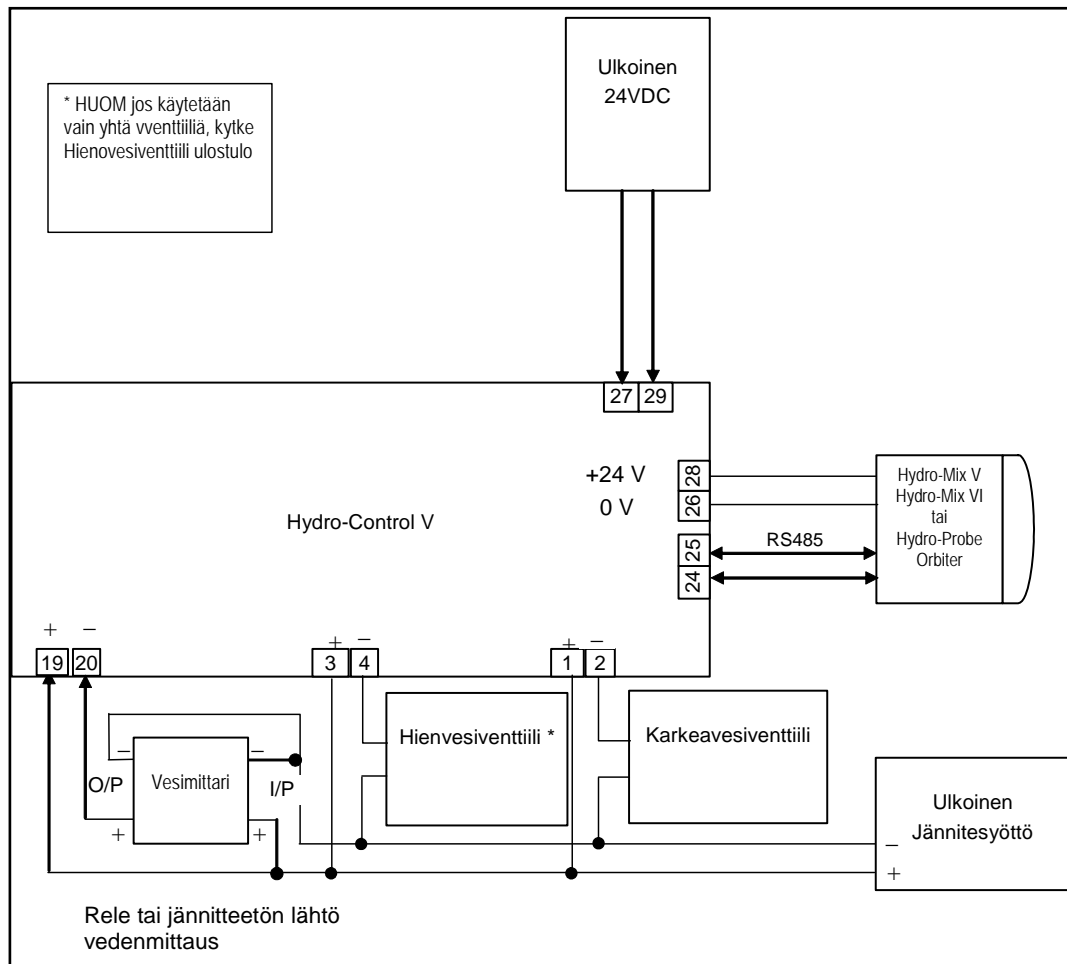 Ulkoinen
24VDC
* HUOM jos käytetään
vain yhtä vventtiiliä, kytke
Hienovesiventtiili ulostulo
27 29
+24 V
0 V
28
26
25
24
RS485
Hydro-Mix V
Hydro-Mix VI
tai
Hydro-Probe
Orbiter
Hydro-Control V
+ −
19 20
+ −
3 4
+ −
1 2
Hienvesiventtiili *
Karkeavesiventtiili
− −
O/P
Vesimittari
I/P
+ +
Ulkoinen
Jännitesyöttö
−
+
Rele tai jännitteetön lähtö
vedenmittaus